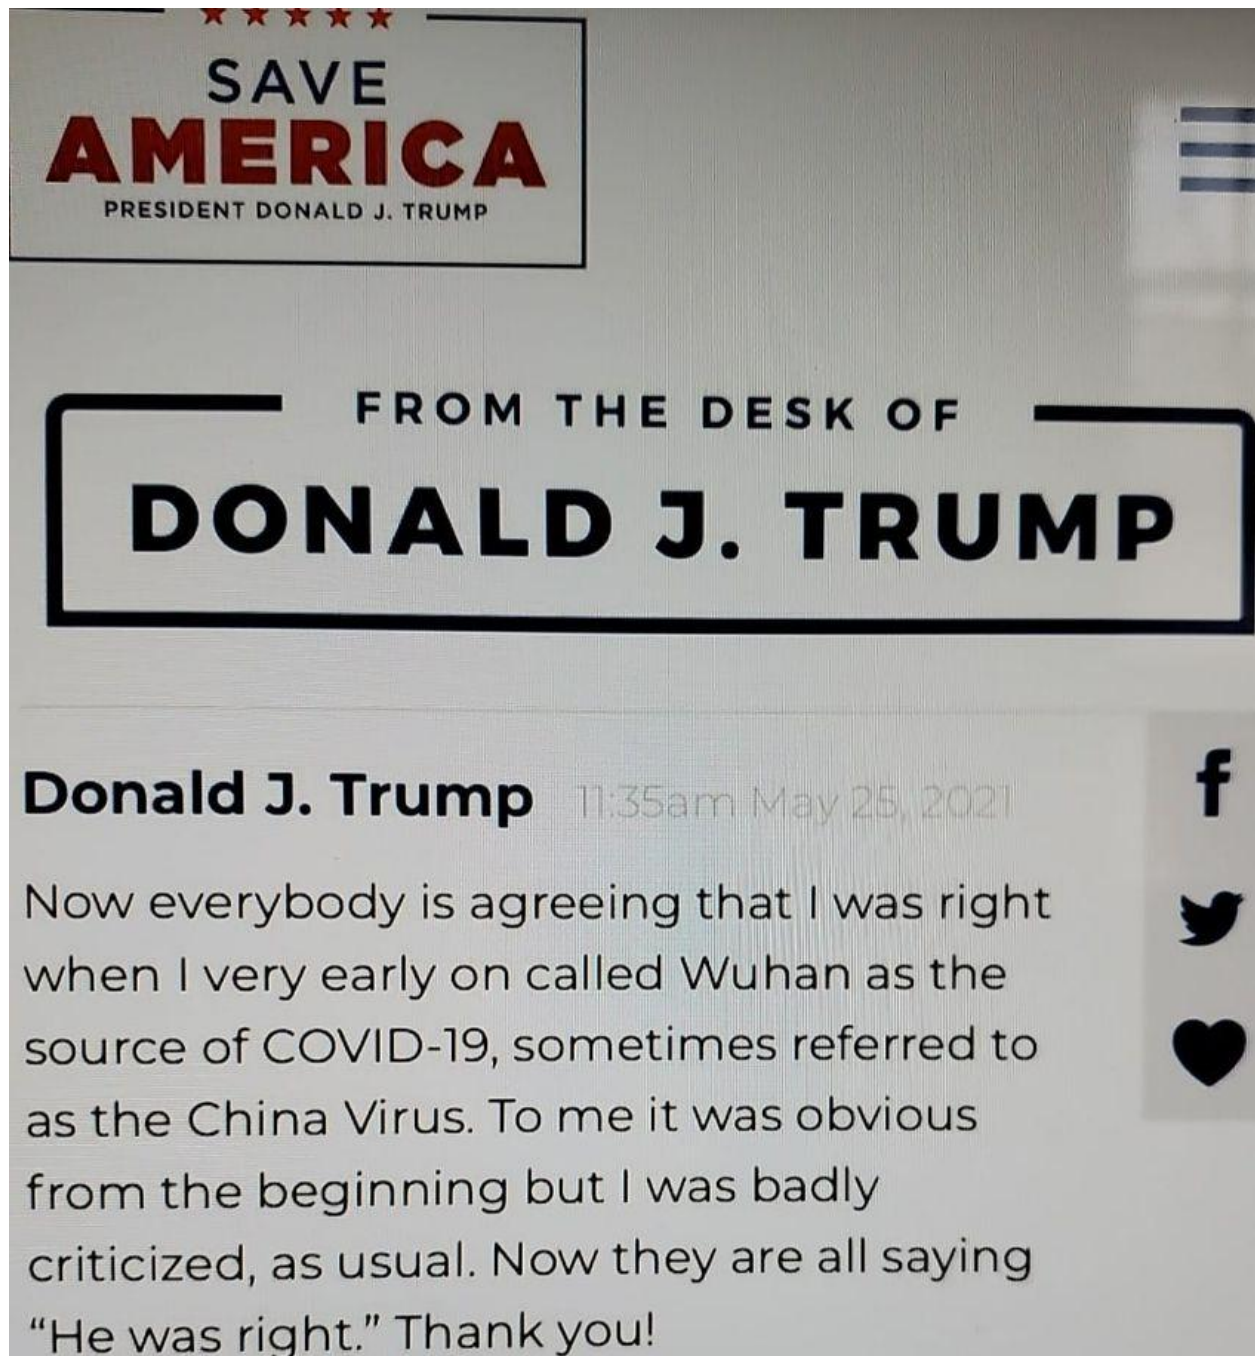 SAVE
AMERICA
PRESIDENT DONALD J. TRUMP
FROM THE DESK OF
DONALD J. TRUMP
Donald J. Trump 11:35am May 25, 2021
Now everybody is agreeing that I was right
when I very early on called Wuhan as the
source of COVID-19, sometimes referred to
as the China Virus. To me it was obvious
from the beginning but I was badly
criticized, as usual. Now they are all saying
“He was right.” Thank you!